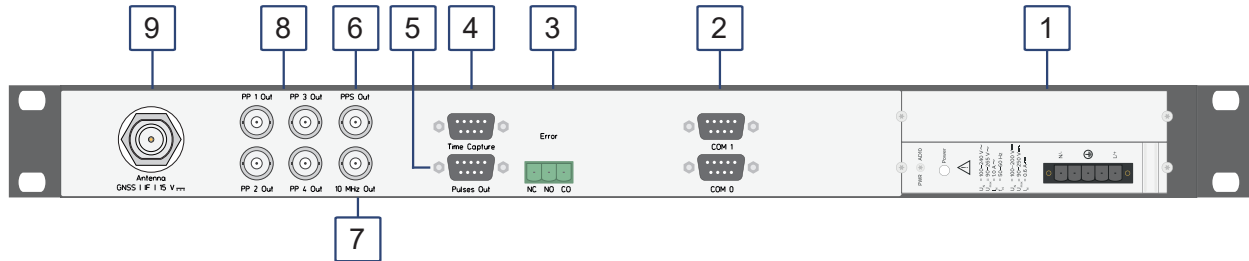 9
8
6
5
4
3
2
1
PP 1 Out
PP 3 Out
PPS Out
Time Capture
Error
COM 1
Antenna
GNSS | IF | 15 V
PP 2 Out
PP 4 Out
10 MHz Out
Pulses Out
NC
NO
CO
COM 0
PWR
AD10
Power
N/-
L/+
7